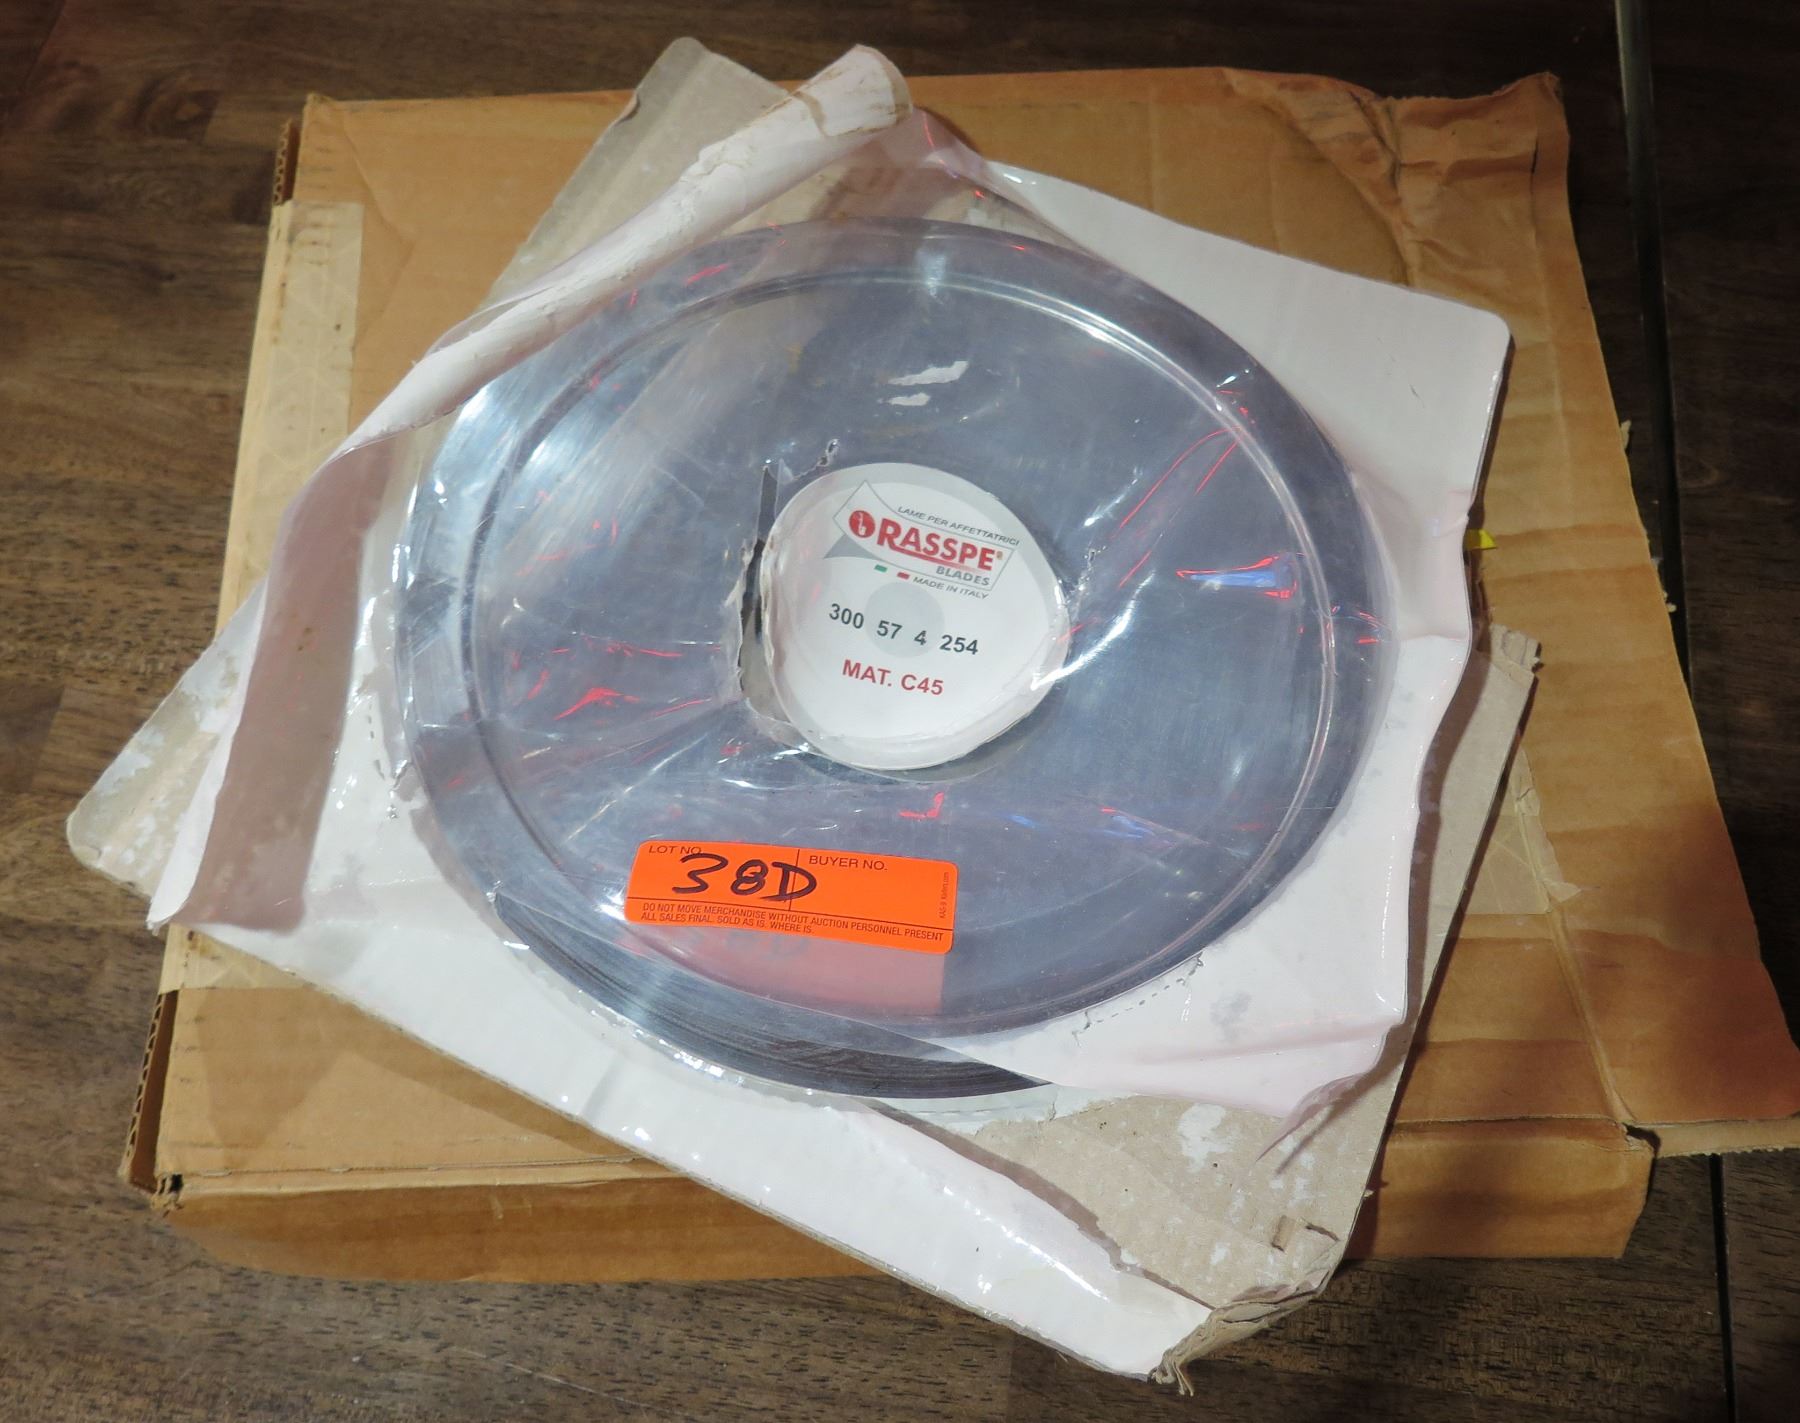 LAME PER AFFETTATRICI
RASSPE®
BLADES
MADE IN ITALY
300 57 4 254
MAT. C45
LOT NO.
38D
BUYER NO.
DO NOT MOVE MERCHANDISE WITHOUT AUCTION PERSONNEL PRESENT
ALL SALES FINAL. SOLD AS IS, WHERE IS.